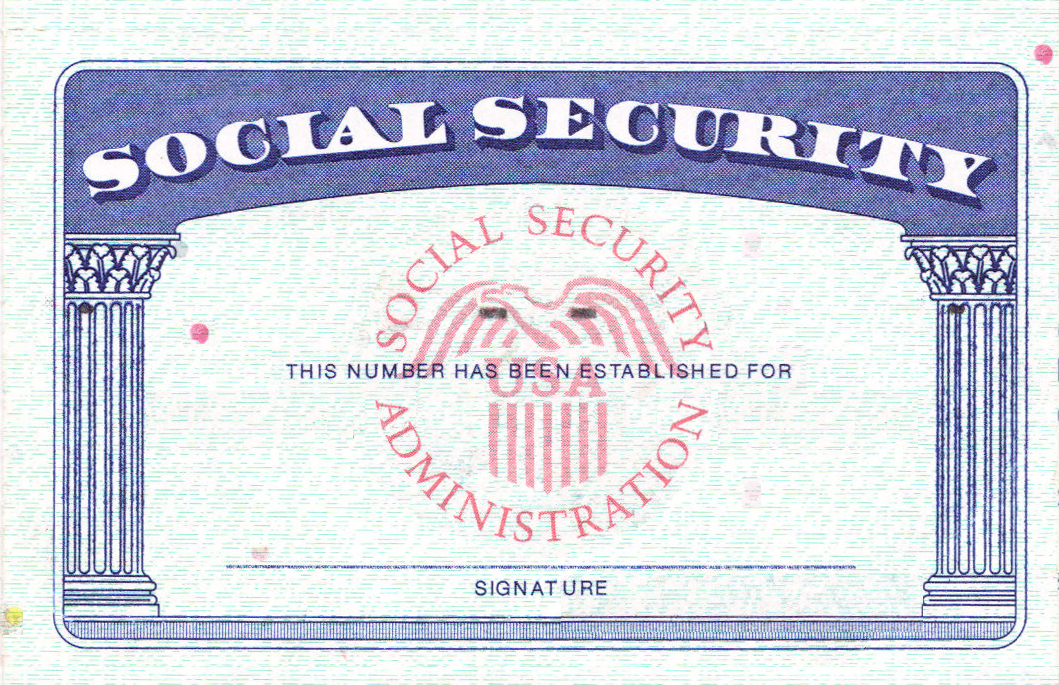 SOCIAL SECURITY
SOCIAL SECURITY
USA
THIS NUMBER HAS BEEN ESTABLISHED FOR
ADMINISTRATION
SIGNATURE